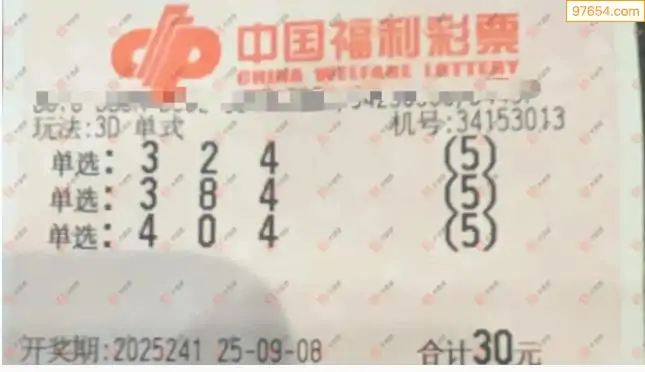 97654.com
中国福利彩票
CHINA WELFARE LOTTERY
玩法:3D 单式 机号:34153013
单选: 3 2 4 (5)
单选: 3 8 4 (5)
单选: 4 0 4 (5)
开奖期:2025241 25-09-08 合计30元